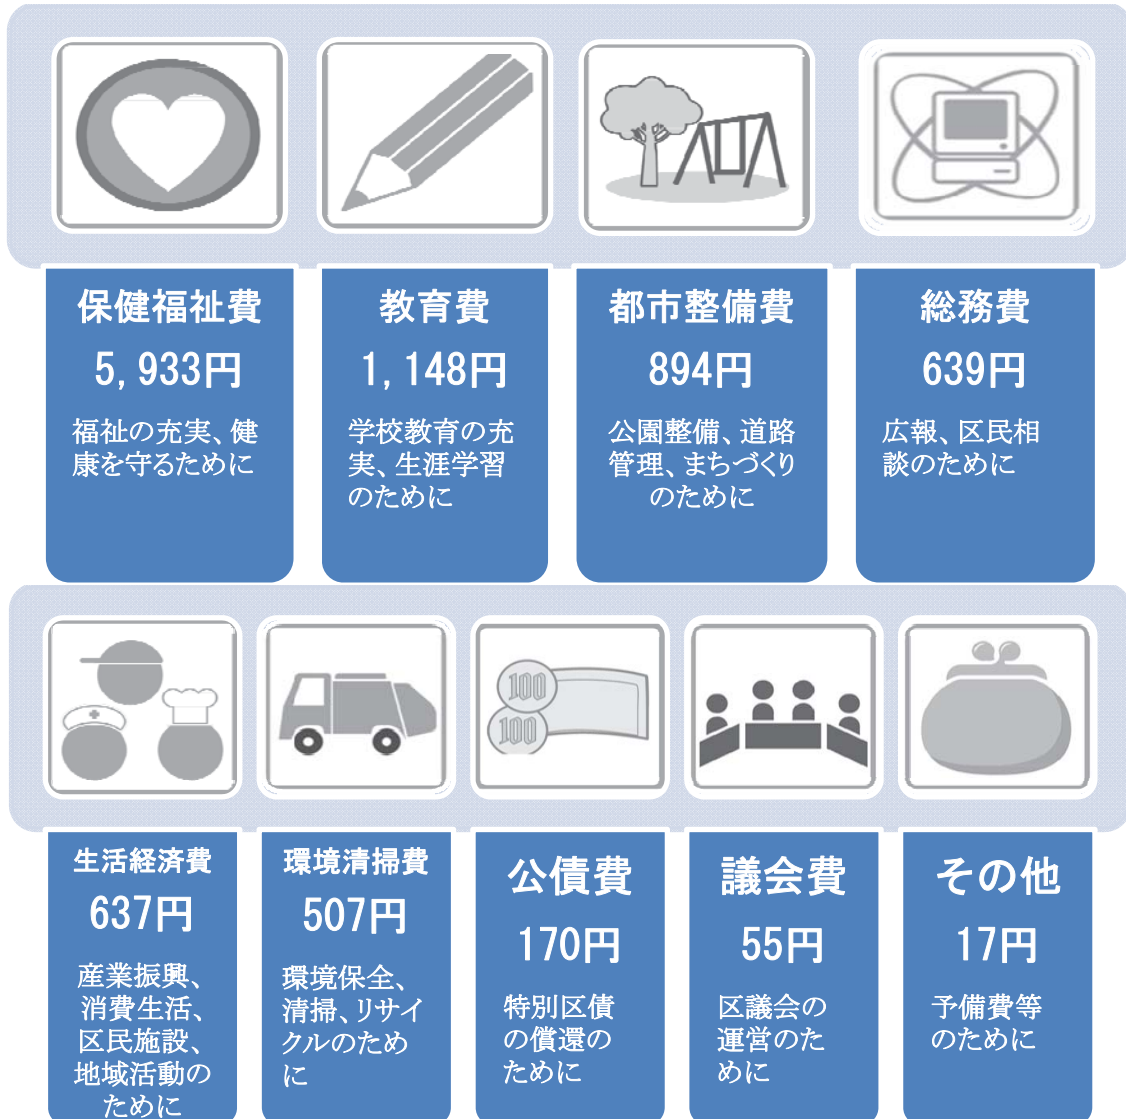 保健福祉費
5,933円
福祉の充実、健
康を守るために
教育費
1,148円
学校教育の充
実、生涯学習
のために
都市整備費
894円
公園整備、道路
管理、まちづくり
のために
総務費
639円
広報、区民相
談のために
100
100
生活経済費
637円
産業振興、
消費生活、
区民施設、
地域活動の
ために
環境清掃費
507円
環境保全、
清掃、リサイ
クルのため
に
公債費
170円
特別区債
の償還の
ために
議会費
55円
区議会の
運営のた
めに
その他
17円
予備費等
のために